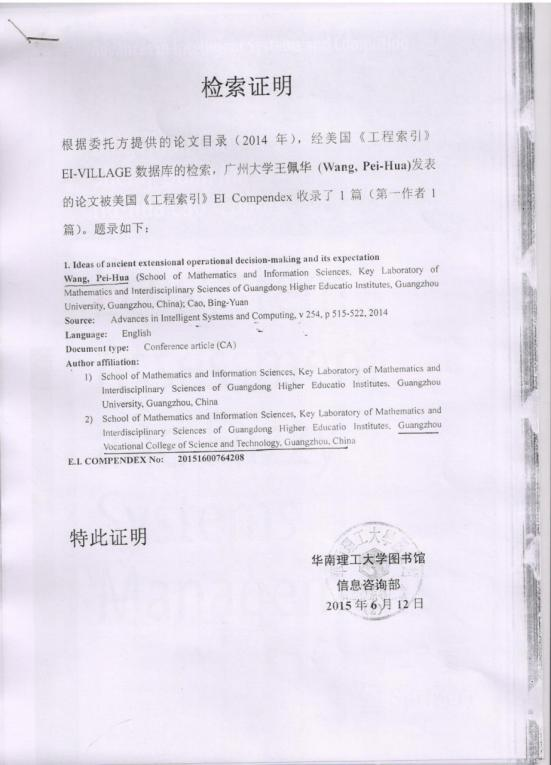 检索证明
根据委托方提供的论文目录（2014 年），经美国《工程索引》
EI-VILLAGE 数据库的检索，广州大学王佩华 (Wang, Pei-Hua)发表
的论文被美国《工程索引》EI Compendex 收录了 1 篇（第一作者 1
篇）。题录如下：
1. Ideas of ancient extensional operational decision-making and its expectation
Wang, Pei-Hua (School of Mathematics and Information Sciences, Key Laboratory of
Mathematics and Interdisciplinary Sciences of Guangdong Higher Educatio Institutes, Guangzhou
University, Guangzhou, China); Cao, Bing-Yuan
Source: Advances in Intelligent Systems and Computing, v 254, p 515-522, 2014
Language: English
Document type: Conference article (CA)
Author affiliation:
1) School of Mathematics and Information Sciences, Key Laboratory of Mathematics and
Interdisciplinary Sciences of Guangdong Higher Educatio Institutes, Guangzhou
University, Guangzhou, China
2) School of Mathematics and Information Sciences, Key Laboratory of Mathematics and
Interdisciplinary Sciences of Guangdong Higher Educatio Institutes, Guangzhou
Vocational College of Science and Technology, Guangzhou, China
E.I. COMPENDEX No: 20151600764208
特此证明
华南理工大学图书馆
信息咨询部
2015 年 6 月 12 日